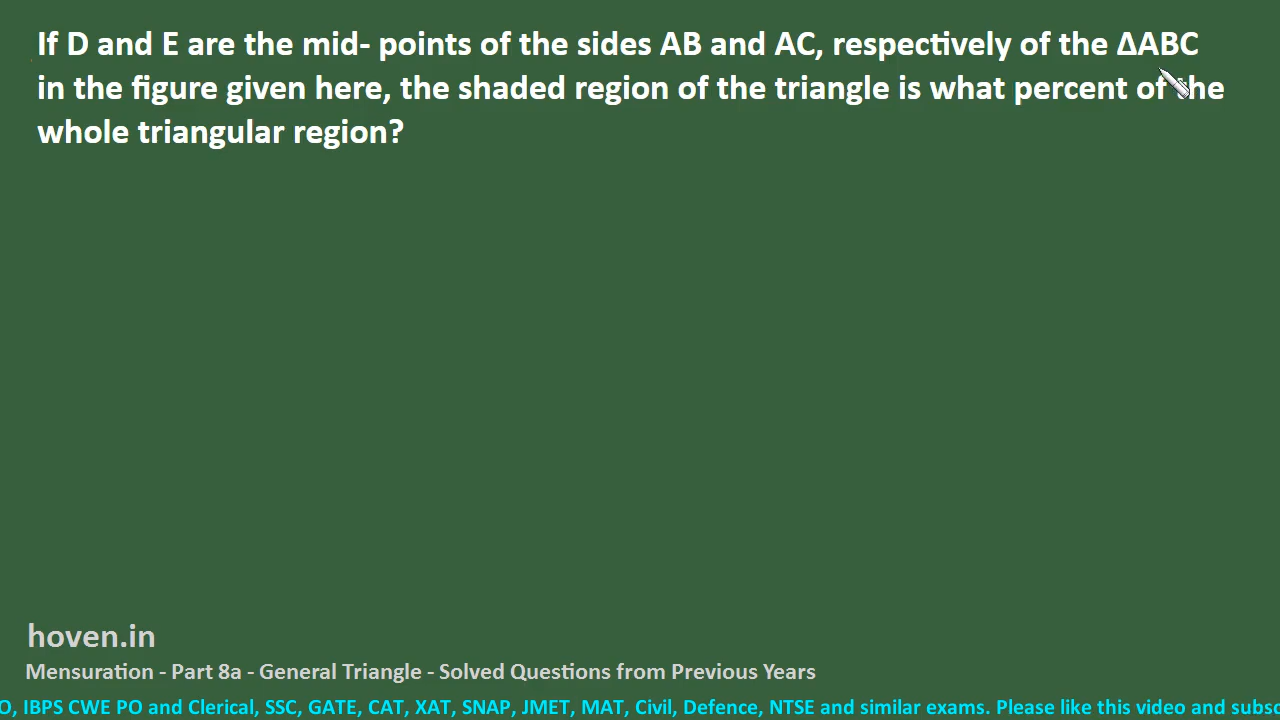 If D and E are the mid- points of the sides AB and AC, respectively of the ΔABC
in the figure given here, the shaded region of the triangle is what percent of the
whole triangular region?
hoven.in
Mensuration - Part 8a - General Triangle - Solved Questions from Previous Years
O, IBPS CWE PO and Clerical, SSC, GATE, CAT, XAT, SNAP, JMET, MAT, Civil, Defence, NTSE and similar exams. Please like this video and subsc